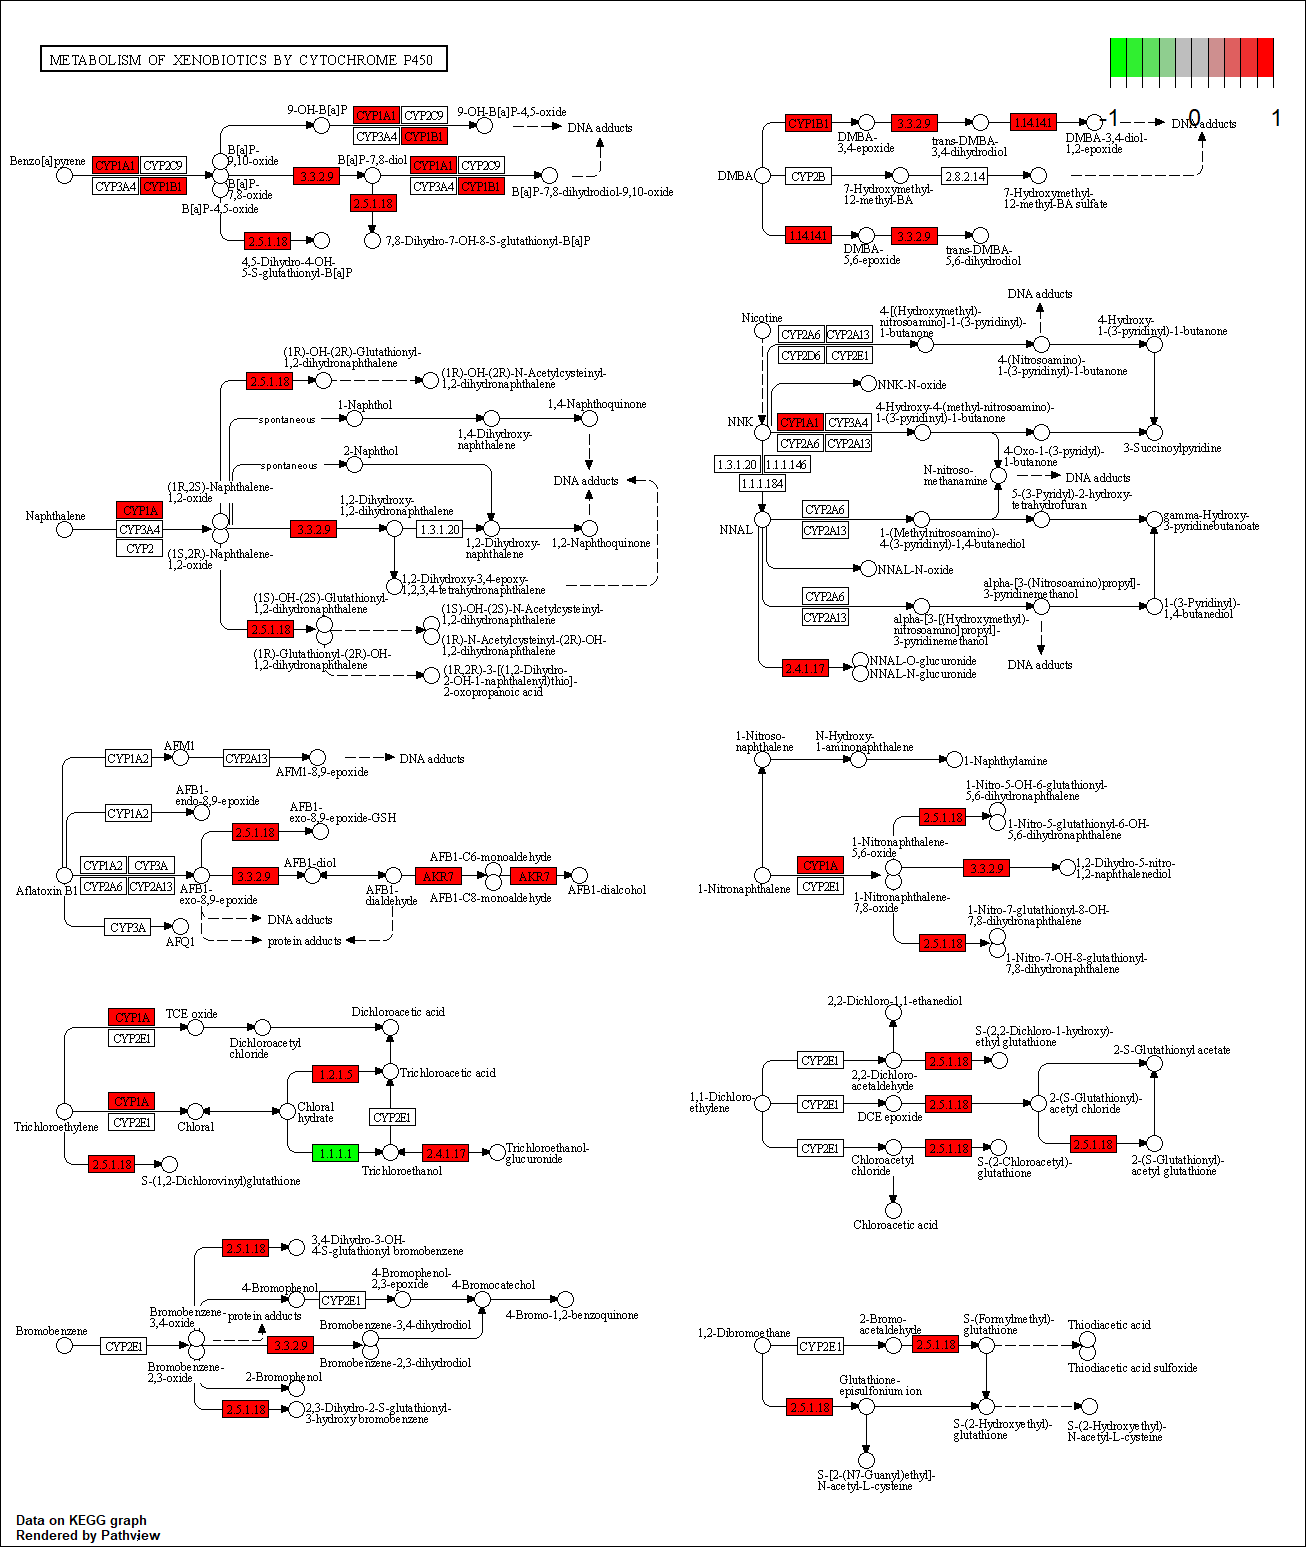 METABOLISM OF XENOBIOTICS BY CYTOCHROME P450
-1 0 1
9-OH-B[a]P
CYP1A1 CYP2C9
CYP3A4 CYP1B1
9-OH-B[a]P-4,5-oxide
DNA adducts
Benzo[a]pyrene
CYP1A1 CYP2C9
CYP3A4 CYP1B1
B[a]P-
9,10-oxide
B[a]P-
7,8-oxide
B[a]P-4,5-oxide
3.3.2.9
B[a]P-7,8-diol
CYP1A1 CYP2C9
CYP3A4 CYP1B1
B[a]P-7,8-dihydrodiol-9,10-oxide
2.5.1.18
7,8-Dihydro-7-OH-8-S-glutathionyl-B[a]P
2.5.1.18
4,5-Dihydro-4-OH-
5-S-glutathionyl-B[a]P
CYP1B1
DMBA-
3,4-epoxide
3.3.2.9
trans-DMBA-
3,4-dihydrodiol
1.14.14.1
DMBA-3,4-diol-
1,2-epoxide
DNA adducts
DMBA
CYP2B
7-Hydroxymethyl-
12-methyl-BA
2.8.2.14
7-Hydroxymethyl-
12-methyl-BA sulfate
1.14.14.1
DMBA-
5,6-epoxide
3.3.2.9
trans-DMBA-
5,6-dihydrodiol
2.5.1.18
(1R)-OH-(2R)-Glutathionyl-
1,2-dihydronaphthalene
(1R)-OH-(2R)-N-Acetylcysteinyl-
1,2-dihydronaphthalene
spontaneous
1-Naphthol
1,4-Dihydroxy-
naphthalene
1,4-Naphthoquinone
spontaneous
2-Naphthol
DNA adducts
Naphthalene
CYP1A
CYP3A4
CYP2
(1R,2S)-Naphthalene-
1,2-oxide
(1S,2R)-Naphthalene-
1,2-oxide
3.3.2.9
1,2-Dihydroxy-
1,2-dihydronaphthalene
1.3.1.20
1,2-Dihydroxy-
naphthalene
1,2-Naphthoquinone
1,2-Dihydroxy-3,4-epoxy-
1,2,3,4-tetrahydronaphthalene
2.5.1.18
(1S)-OH-(2S)-Glutathionyl-
1,2-dihydronaphthalene
(1R)-Glutathionyl-(2R)-OH-
1,2-dihydronaphthalene
(1S)-OH-(2S)-N-Acetylcysteinyl-
1,2-dihydronaphthalene
(1R)-N-Acetylcysteinyl-(2R)-OH-
1,2-dihydronaphthalene
(1R,2R)-3-[(1,2-Dihydro-
2-OH-1-naphthalenyl)thio]-
2-oxopropanoic acid
Nicotine
CYP2A6 CYP2A13
CYP2D6 CYP2E1
4-[(Hydroxymethyl)-
nitrosoamino]-1-(3-pyridinyl)-
1-butanone
DNA adducts
4-(Nitrosoamino)-
1-(3-pyridinyl)-1-butanone
4-Hydroxy-
1-(3-pyridinyl)-1-butanone
NNK-N-oxide
NNK
CYP1A1 CYP3A4
CYP2A6 CYP2A13
4-Hydroxy-4-(methyl-nitrosoamino)-
1-(3-pyridinyl)-1-butanone
4-Oxo-1-(3-pyridyl)-
1-butanone
3-Succinoylpyridine
1.3.1.20 1.1.1.146
1.1.1.184
N-nitroso-
methanamine
DNA adducts
NNAL
CYP2A6
CYP2A13
1-(Methylnitrosoamino)-
4-(3-pyridinyl)-1,4-butanediol
5-(3-Pyridyl)-2-hydroxy-
tetrahydrofuran
gamma-Hydroxy-
3-pyridinebutanoate
NNAL-N-oxide
CYP2A6
CYP2A13
alpha-[3-[(Hydroxymethyl)-
nitrosoamino]propyl]-
3-pyridinemethanol
alpha-[3-(Nitrosoamino)propyl]-
3-pyridinemethanol
1-(3-Pyridinyl)-
1,4-butanediol
DNA adducts
2.4.1.17
NNAL-O-glucuronide
NNAL-N-glucuronide
CYP1A2
AFM1
CYP2A13
AFM1-8,9-epoxide
DNA adducts
CYP1A2
AFB1-
endo-8,9-epoxide
2.5.1.18
AFB1-
exo-8,9-epoxide-GSH
Aflatoxin B1
CYP1A2 CYP3A
CYP2A6 CYP2A13
AFB1-
exo-8,9-epoxide
3.3.2.9
AFB1-diol
AFB1-
dialdehyde
AKR7
AFB1-C6-monoaldehyde
AFB1-C8-monoaldehyde
AKR7
AFB1-dialcohol
CYP3A
AFQ1
DNA adducts
protein adducts
1-Nitroso-
naphthalene
N-Hydroxy-
1-aminonaphthalene
1-Naphthylamine
1-Nitronaphthalene
CYP1A
CYP2E1
1-Nitronaphthalene-
5,6-oxide
1-Nitronaphthalene-
7,8-oxide
2.5.1.18
1-Nitro-5-OH-6-glutathionyl-
5,6-dihydronaphthalene
1-Nitro-5-glutathionyl-6-OH-
5,6-dihydronaphthalene
3.3.2.9
1,2-Dihydro-5-nitro-
1,2-naphthalenediol
2.5.1.18
1-Nitro-7-glutathionyl-8-OH-
7,8-dihydronaphthalene
1-Nitro-7-OH-8-glutathionyl-
7,8-dihydronaphthalene
CYP1A
CYP2E1
TCE oxide
Dichloroacetyl
chloride
Dichloroacetic acid
1.2.1.5
Trichloroacetic acid
Trichloroethylene
CYP1A
CYP2E1
Chloral
Chloral
hydrate
CYP2E1
1.1.1.1
Trichloroethanol
2.4.1.17
Trichloroethanol-
glucuronide
2.5.1.18
S-(1,2-Dichlorovinyl)glutathione
2,2-Dichloro-1,1-ethanediol
1,1-Dichloro-
ethylene
CYP2E1
2,2-Dichloro-
acetaldehyde
2.5.1.18
S-(2,2-Dichloro-1-hydroxy)-
ethyl glutathione
CYP2E1
DCE epoxide
2.5.1.18
2-(S-Glutathionyl)-
acetyl chloride
2-S-Glutathionyl acetate
2.5.1.18
2-(S-Glutathionyl)-
acetyl glutathione
CYP2E1
Chloroacetyl
chloride
2.5.1.18
S-(2-Chloroacetyl)-
glutathione
Chloroacetic acid
2.5.1.18
3,4-Dihydro-3-OH-
4-S-glutathionyl bromobenzene
4-Bromophenol
CYP2E1
4-Bromophenol-
2,3-epoxide
4-Bromocatechol
4-Bromo-1,2-benzoquinone
Bromobenzene
CYP2E1
Bromobenzene-
3,4-oxide
Bromobenzene-
2,3-oxide
protein adducts
3.3.2.9
Bromobenzene-3,4-dihydrodiol
Bromobenzene-2,3-dihydrodiol
2-Bromophenol
2.5.1.18
2,3-Dihydro-2-S-glutathionyl-
3-hydroxy bromobenzene
1,2-Dibromoethane
CYP2E1
2-Bromo-
acetaldehyde
2.5.1.18
S-(Formylmethyl)-
glutathione
Thiodiacetic acid
Thiodiacetic acid sulfoxide
2.5.1.18
Glutathione-
episulfonium ion
S-(2-Hydroxyethyl)-
glutathione
S-(2-Hydroxyethyl)-
N-acetyl-L-cysteine
S-[2-(N7-Guanyl)ethyl]-
N-acetyl-L-cysteine
Data on KEGG graph
Rendered by Pathview